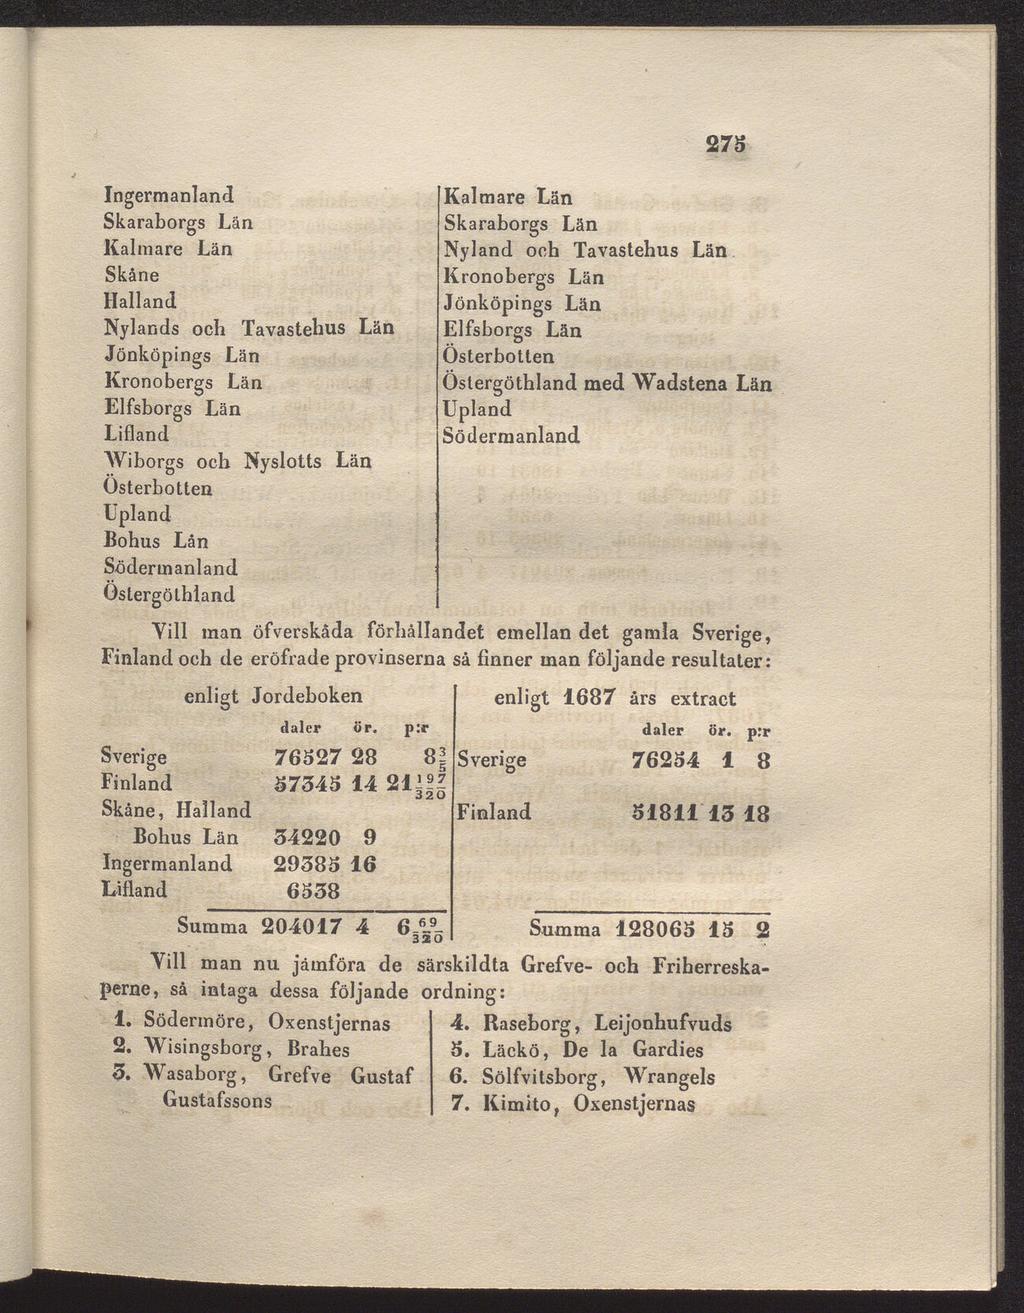 275
Ingermanland
Skaraborgs Län
Kalmare Län
Skåne
Halland
Nylands och Tavastehus Län
Jönköpings Län
Kronobergs Län
Elfsborgs Län
Lifland
Wiborgs och Nyslotts Län
Österbotten
Upland
Bohus Län
Södermanland
Östergöthland
Kalmare Län
Skaraborgs Län
Nyland och Tavastehus Län
Kronobergs Län
Jönköpings Län
Elfsborgs Län
Österbotten
Östergöthland med Wadstena Län
Upland
Södermanland
Vill man öfverskåda förhållandet emellan det gamla Sverige,
Finland och de eröfrade provinserna så finner man följande resultater:
enligt Jordeboken
daler ör. p:r
Sverige 76527 28 8 3/5
Finland 57345 14 21 197/320
Skåne, Halland
Bohus Län 34220 9
Ingermanland 29385 16
Lifland 6538
Summa 204017 4 6 69/320
enligt 1687 års extract
daler ör. p:r
Sverige 76254 1 8
Finland 51811 13 18
Summa 128065 15 2
Vill man nu jämföra de särskildta Grefve- och Friherreska-
perne, så intaga dessa följande ordning:
1. Södermöre, Oxenstjernas
2. Wisingsborg, Brahes
3. Wasaborg, Grefve Gustaf
Gustafssons
4. Raseborg, Leijonhufvuds
5. Läckö, De la Gardies
6. Sölfvitsborg, Wrangels
7. Kimito, Oxenstjernas